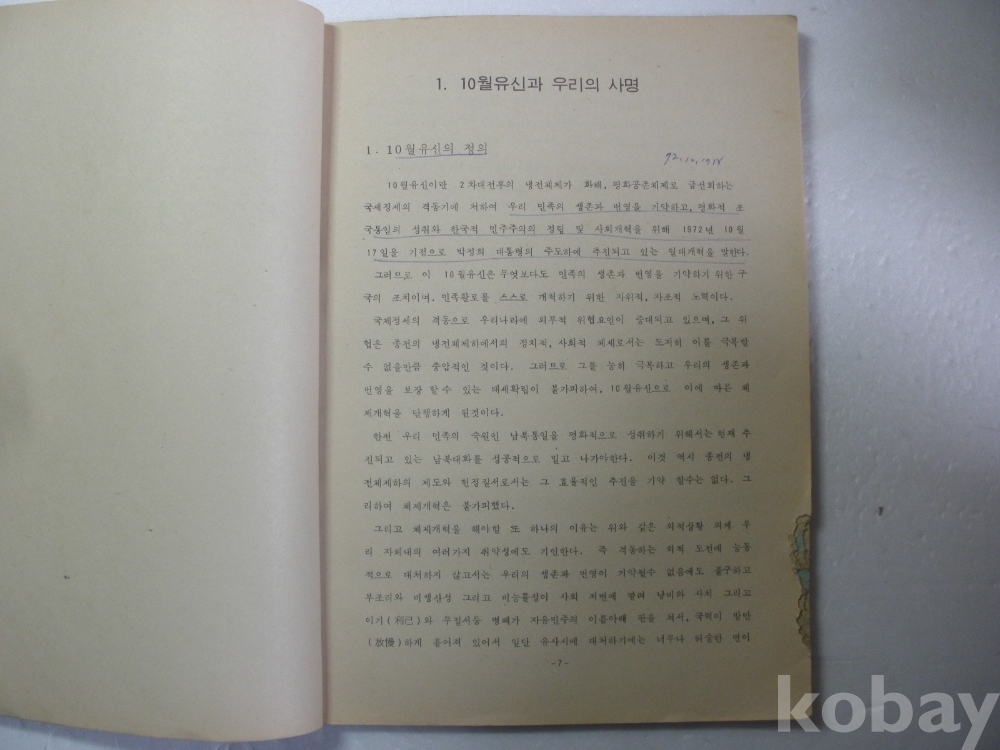 1. 10월유신과 우리의 사명
1. 10월유신의 정의
10월유신이란 2차대전후의 냉전체제가 화해, 평화공존체제로 급선회하는
국제정세의 격동기에 처하여 우리 민족의 생존과 번영을 기약하고, 평화적 조
국통일의 성취와 한국적 민주주의의 정립 및 사회개혁을 위해 1972년 10월
17일을 기점으로 박정희 대통령의 주도하에 추진되고 있는 일대개혁을 말한다.
그러므로 이 10월유신은 무엇보다도 민족의 생존과 번영을 기약하기 위한 구
국의 조치이며, 민족활로를 스스로 개척하기 위한 자위적, 자조적 노력이다.
국제정세의 격동으로 우리나라에 외부적 위협요인이 증대되고 있으며, 그 위
험은 종전의 냉전체제하에서의 정치적, 사회적 체제로서는 도저히 이를 극복할
수 없을만큼 중압적인 것이다. 그러므로 그를 능히 극복하고 우리의 생존과
번영을 보장 할 수 있는 태세확립이 불가피하여, 10월유신으로 이에 따른 체
제개혁을 단행하게 된것이다.
한편 우리 민족의 숙원인 남북통일을 평화적으로 성취하기 위해서는 현재 추
진되고 있는 남북대화를 성공적으로 밀고 나가야한다. 이것 역시 종전의 냉
전체제하의 제도와 헌정질서로서는 그 효율적인 추진을 기약 할수는 없다. 그
리하여 체제개혁은 불가피했다.
그리고 체제개혁을 해야할 또 하나의 이유는 위와 같은 외적상황 외에 우
리 자체내의 여러가지 취약성에도 기인한다. 즉 격동하는 외적 도전에 능동
적으로 대처하지 않고서는 우리의 생존과 번영이 기약될수 없음에도 불구하고
부조리와 비생산성 그리고 비능률성이 사회 저변에 깔려 낭비와 사치 그리고
이기(利己)와 무질서등 병폐가 자유민주의 이름아래 판을 쳐서, 국력이 방만
(放慢)하게 흩어져 있어서 일단 유사시에 대처하기에는 너무나 허술한 면이
-7-
kobay